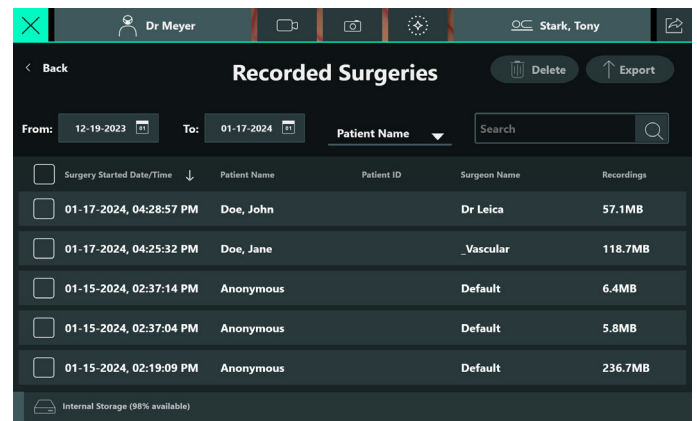 Dr Meyer
Stark, Tony
< Back
Recorded Surgeries
Delete
Export
From: 12-19-2023 01 To: 01-17-2024 01 Patient Name Search
Surgery Started Date/Time ↓ Patient Name Patient ID Surgeon Name Recordings
01-17-2024, 04:28:57 PM Doe, John Dr Leica 57.1MB
01-17-2024, 04:25:32 PM Doe, Jane _Vascular 118.7MB
01-15-2024, 02:37:14 PM Anonymous Default 6.4MB
01-15-2024, 02:37:04 PM Anonymous Default 5.8MB
01-15-2024, 02:19:09 PM Anonymous Default 236.7MB
Internal Storage (98% available)